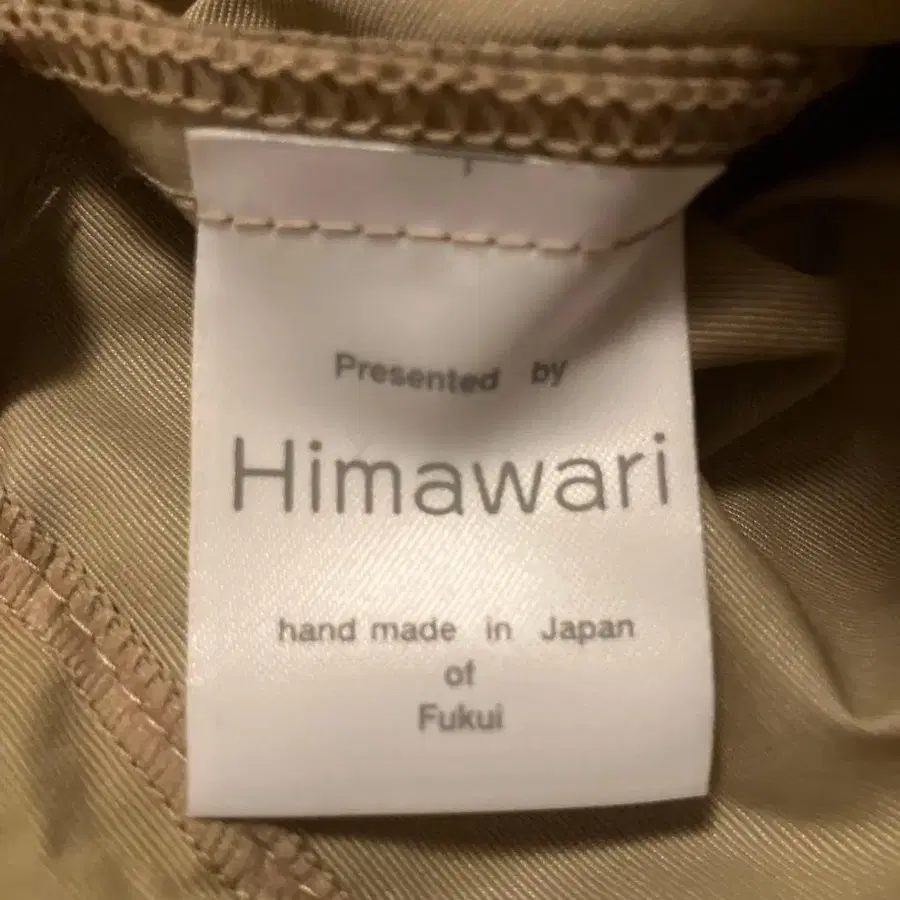 Presented by
Himawari
hand made in Japan
of
Fukui